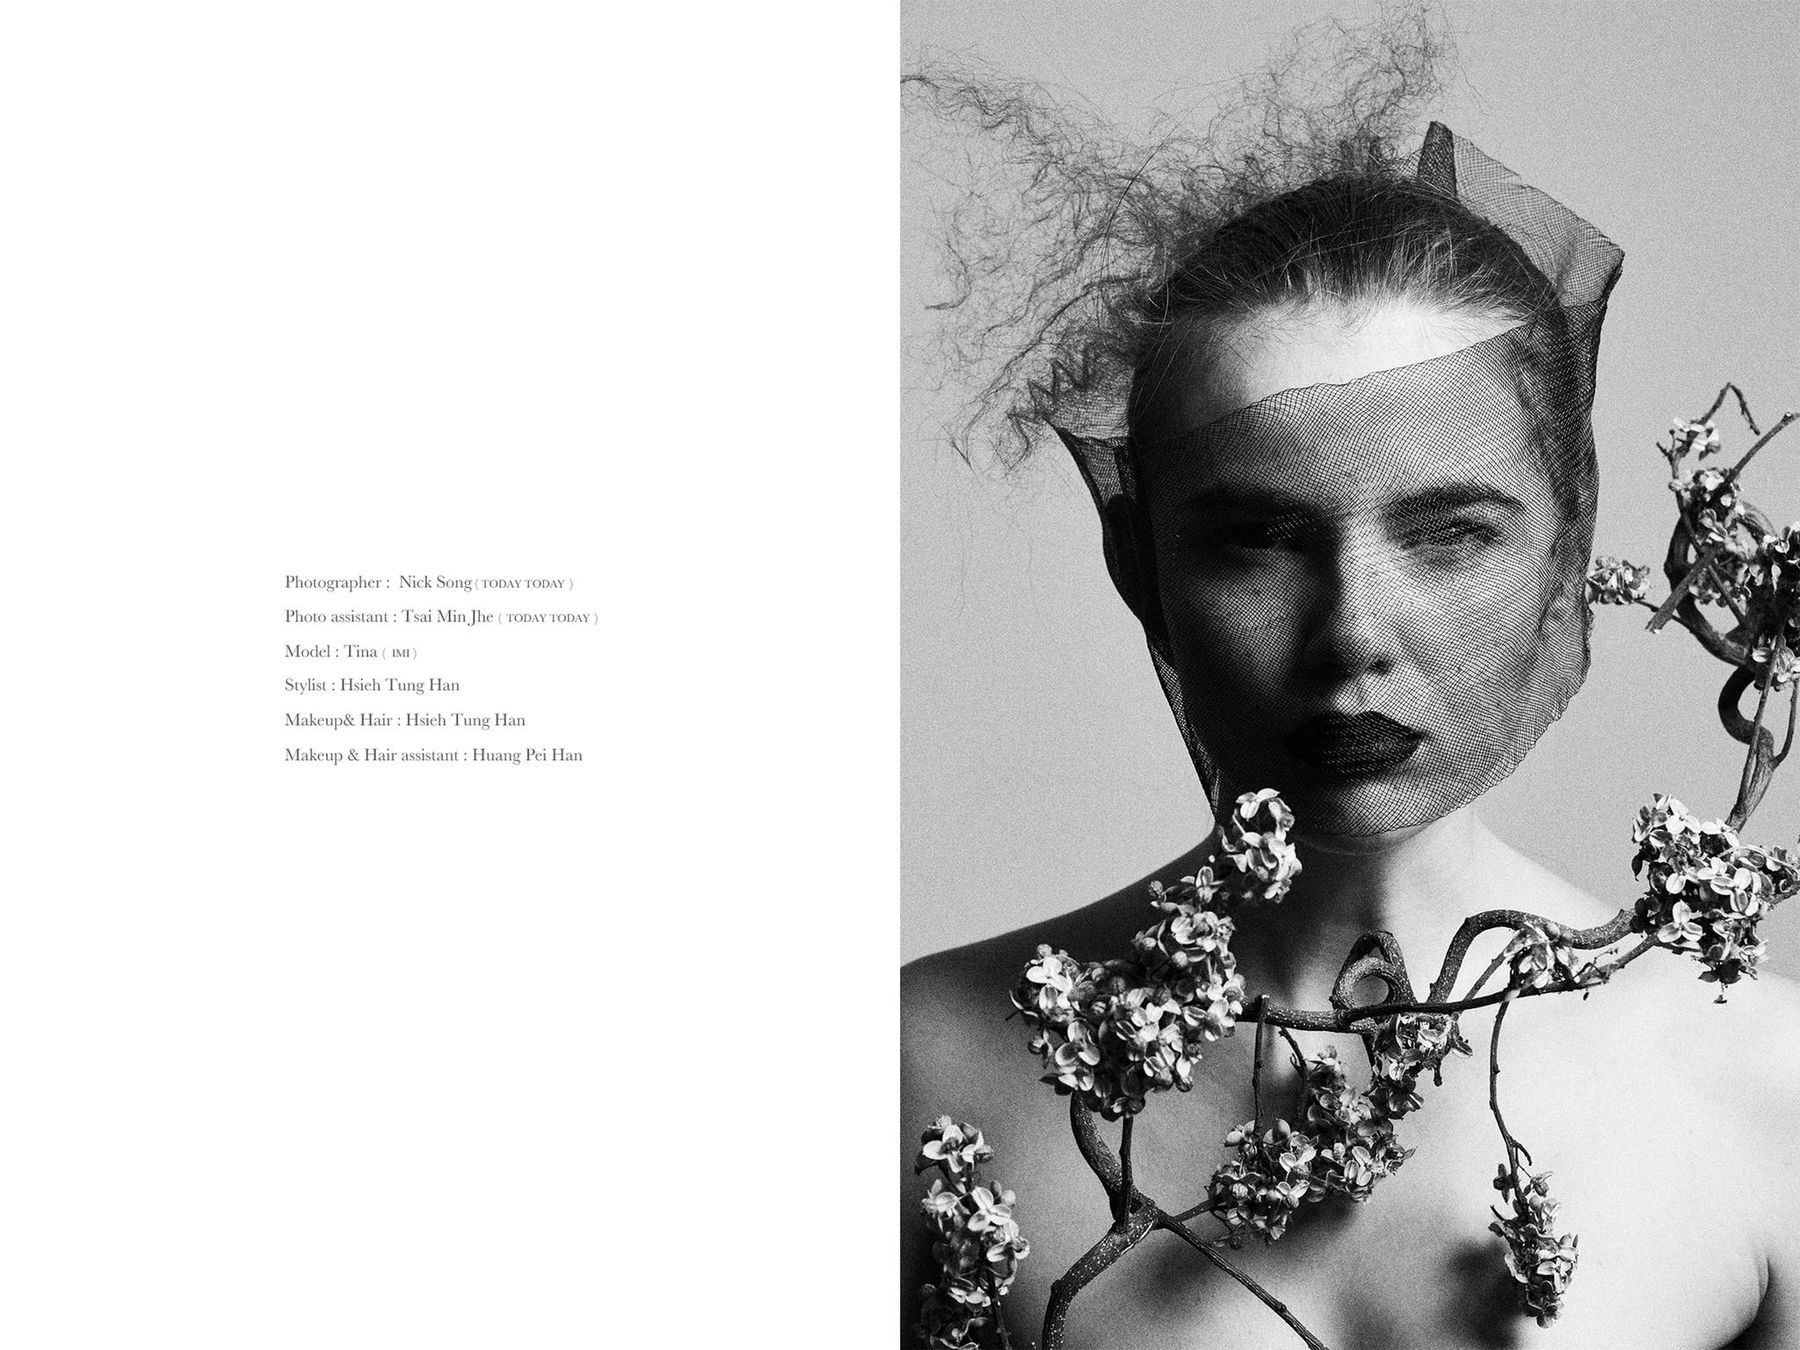 Photographer : Nick Song ( TODAY TODAY )
Photo assistant : Tsai Min Jhe ( TODAY TODAY )
Model : Tina ( IMI )
Stylist : Hsieh Tung Han
Makeup& Hair : Hsieh Tung Han
Makeup & Hair assistant : Huang Pei Han